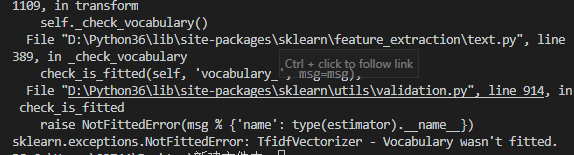 1109, in transform
self._check_vocabulary()
File "D:\Python36\lib\site-packages\sklearn\feature_extraction\text.py", line
389, in _check_vocabulary
Ctrl + click to follow link
check_is_fitted(self, 'vocabulary_', msg=msg),
File "D:\Python36\lib\site-packages\sklearn\utils\validation.py", line 914, in
check_is_fitted
raise NotFittedError(msg % {'name': type(estimator).__name__})
sklearn.exceptions.NotFittedError: TfidfVectorizer - Vocabulary wasn't fitted.